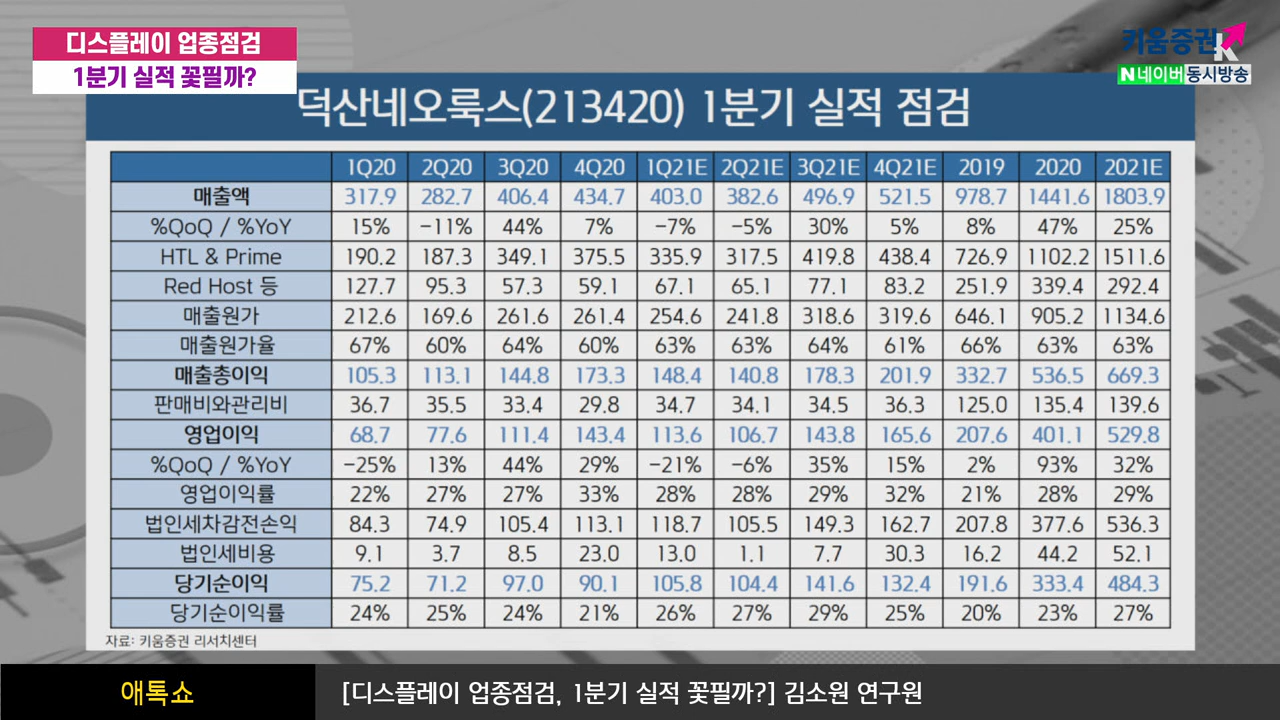 디스플레이 업종점검
1분기 실적 꽃필까?
키움증권
N 네이버 동시방송
덕산네오룩스(213420) 1분기 실적 점검
1Q20 2Q20 3Q20 4Q20 1Q21E 2Q21E 3Q21E 4Q21E 2019 2020 2021E
매출액 317.9 282.7 406.4 434.7 403.0 382.6 496.9 521.5 978.7 1441.6 1803.9
%QoQ / %YoY 15% -11% 44% 7% -7% -5% 30% 5% 8% 47% 25%
HTL & Prime 190.2 187.3 349.1 375.5 335.9 317.5 419.8 438.4 726.9 1102.2 1511.6
Red Host 등 127.7 95.3 57.3 59.1 67.1 65.1 77.1 83.2 251.9 339.4 292.4
매출원가 212.6 169.6 261.6 261.4 254.6 241.8 318.6 319.6 646.1 905.2 1134.6
매출원가율 67% 60% 64% 60% 63% 63% 64% 61% 66% 63% 63%
매출총이익 105.3 113.1 144.8 173.3 148.4 140.8 178.3 201.9 332.7 536.5 669.3
판매비와관리비 36.7 35.5 33.4 29.8 34.7 34.1 34.5 36.3 125.0 135.4 139.6
영업이익 68.7 77.6 111.4 143.4 113.6 106.7 143.8 165.6 207.6 401.1 529.8
%QoQ / %YoY -25% 13% 44% 29% -21% -6% 35% 15% 2% 93% 32%
영업이익률 22% 27% 27% 33% 28% 28% 29% 32% 21% 28% 29%
법인세차감전손익 84.3 74.9 105.4 113.1 118.7 105.5 149.3 162.7 207.8 377.6 536.3
법인세비용 9.1 3.7 8.5 23.0 13.0 1.1 7.7 30.3 16.2 44.2 52.1
당기순이익 75.2 71.2 97.0 90.1 105.8 104.4 141.6 132.4 191.6 333.4 484.3
당기순이익률 24% 25% 24% 21% 26% 27% 29% 25% 20% 23% 27%
자료: 키움증권 리서치센터
애톡쇼
[디스플레이 업종점검, 1분기 실적 꽃필까?] 김소원 연구원